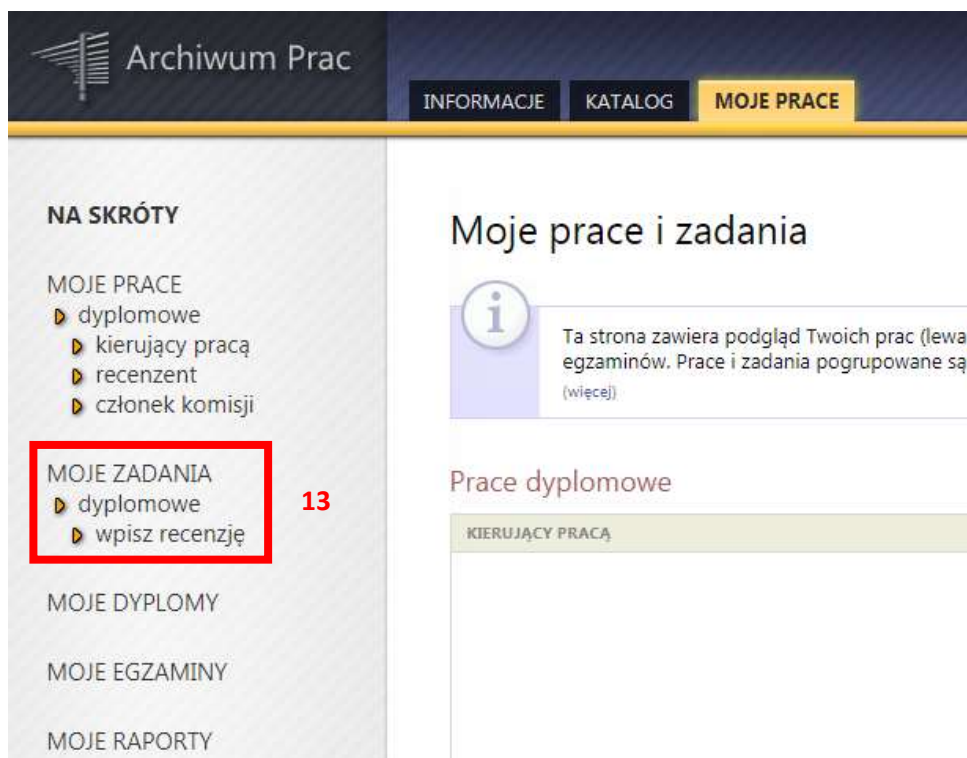 Archiwum Prac
INFORMACJE KATALOG MOJE PRACE
NA SKRÓTY
MOJE PRACE
dyplomowe
kierujący pracą
recenzent
członek komisji
MOJE ZADANIA
dyplomowe
wpisz recenzję
13
MOJE DYPLOMY
MOJE EGZAMINY
MOJE RAPORTY
Moje prace i zadania
i
Ta strona zawiera podgląd Twoich prac (lewa
egzaminów. Prace i zadania pogrupowane są
(więcej)
Prace dyplomowe
KIERUJĄCY PRACĄ